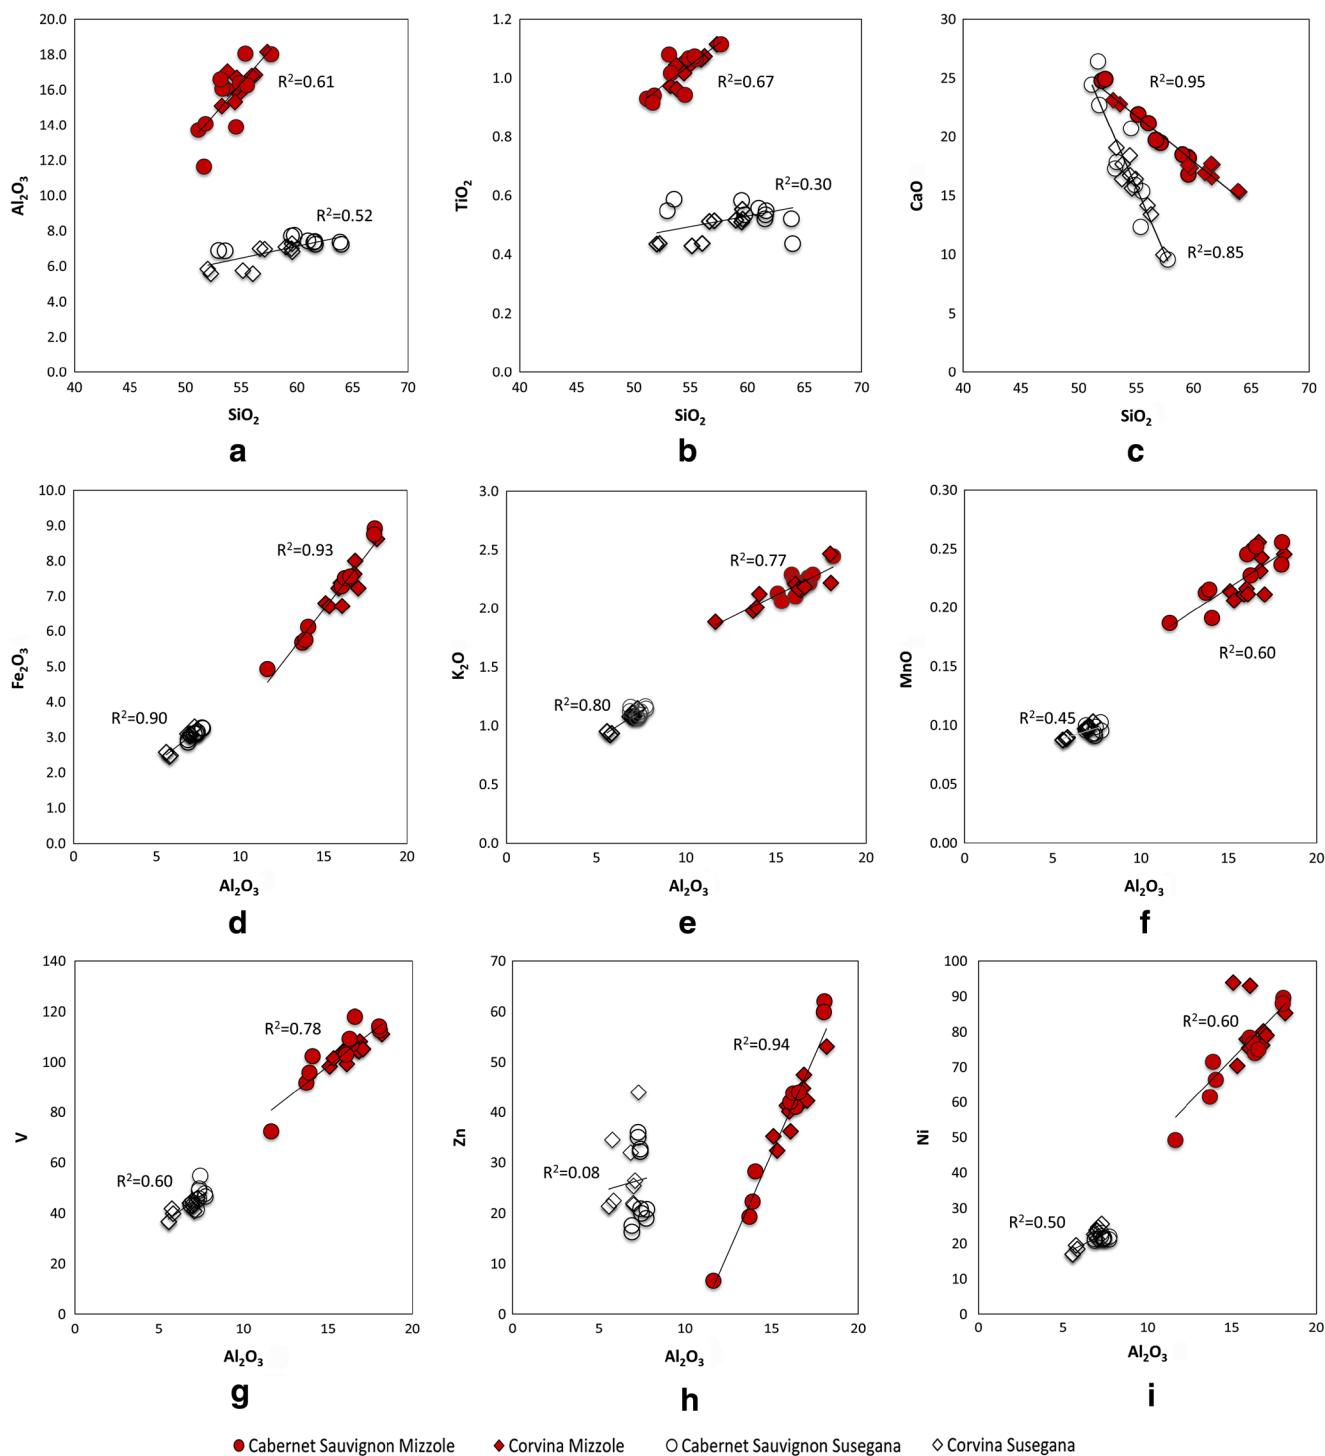 20.0
18.0
16.0
14.0
12.0
10.0
8.0
6.0
4.0
2.0
0.0
Al₂O₃
R²=0.61
R²=0.52
40 45 50 55 60 65 70
SiO₂
a
1.2
1.0
0.8
0.6
0.4
0.2
0.0
TiO₂
R²=0.67
R²=0.30
40 45 50 55 60 65 70
SiO₂
b
30
25
20
15
10
5
0
CaO
R²=0.95
R²=0.85
40 45 50 55 60 65 70
SiO₂
c
10.0
9.0
8.0
7.0
6.0
5.0
4.0
3.0
2.0
1.0
0.0
Fe₂O₃
R²=0.93
R²=0.90
0 5 10 15 20
Al₂O₃
d
3.0
2.5
2.0
1.5
1.0
0.5
0.0
K₂O
R²=0.77
R²=0.80
0 5 10 15 20
Al₂O₃
e
0.30
0.25
0.20
0.15
0.10
0.05
0.00
MnO
R²=0.60
R²=0.45
0 5 10 15 20
Al₂O₃
f
140
120
100
80
60
40
20
0
V
R²=0.78
R²=0.60
0 5 10 15 20
Al₂O₃
g
70
60
50
40
30
20
10
0
Zn
R²=0.94
R²=0.08
0 5 10 15 20
Al₂O₃
h
100
90
80
70
60
50
40
30
20
10
0
Ni
R²=0.60
R²=0.50
0 5 10 15 20
Al₂O₃
i
Cabernet Sauvignon Mizzole Corvina Mizzole Cabernet Sauvignon Susegana Corvina Susegana